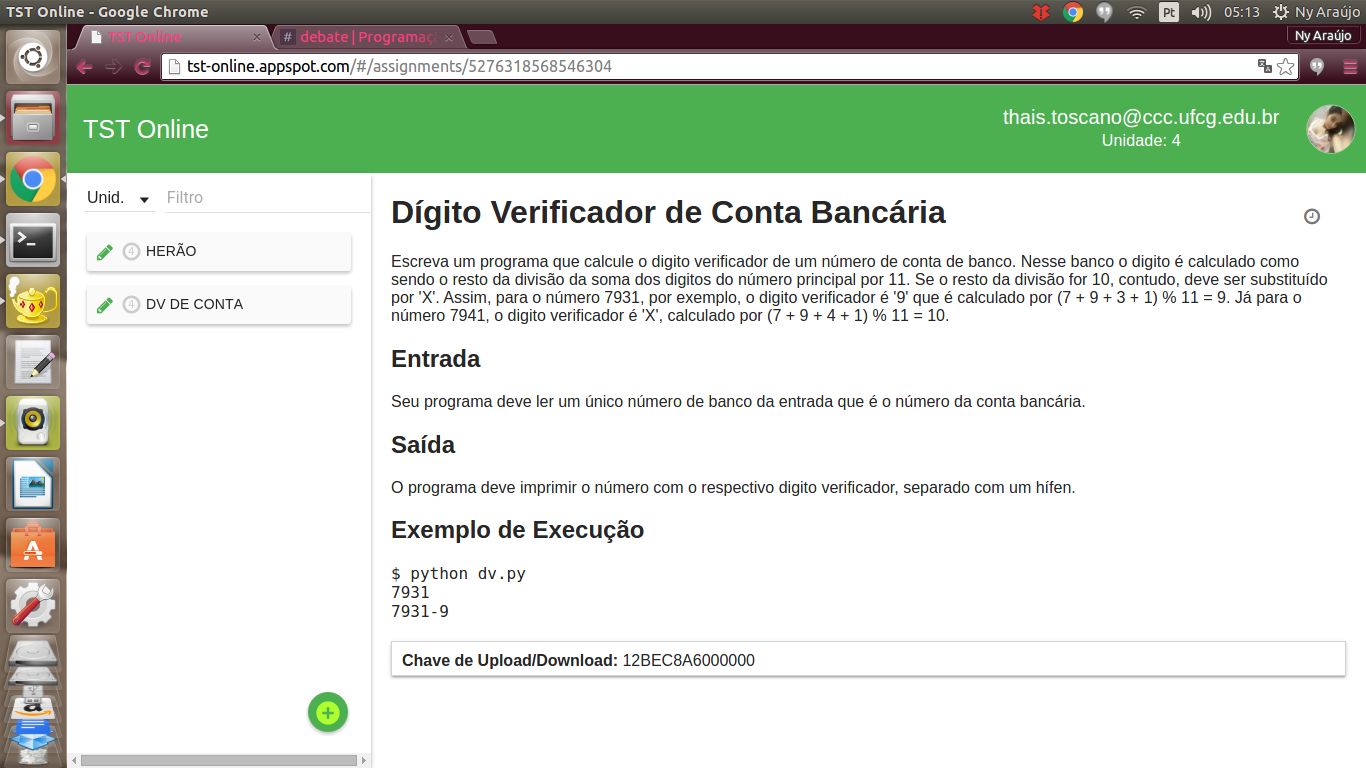 TST Online - Google Chrome
Pt
05:13
Ny Araújo
TST Online
# debate | Programaç
Ny Araújo
tst-online.appspot.com/#/assignments/5276318568546304
TST Online
thais.toscano@ccc.ufcg.edu.br
Unidade: 4
Unid.
Filtro
4 HERÃO
4 DV DE CONTA
Dígito Verificador de Conta Bancária
Escreva um programa que calcule o digito verificador de um número de conta de banco. Nesse banco o digito é calculado como
sendo o resto da divisão da soma dos digitos do número principal por 11. Se o resto da divisão for 10, contudo, deve ser substituído
por 'X'. Assim, para o número 7931, por exemplo, o digito verificador é '9' que é calculado por (7 + 9 + 3 + 1) % 11 = 9. Já para o
número 7941, o digito verificador é 'X', calculado por (7 + 9 + 4 + 1) % 11 = 10.
Entrada
Seu programa deve ler um único número de banco da entrada que é o número da conta bancária.
Saída
O programa deve imprimir o número com o respectivo digito verificador, separado com um hífen.
Exemplo de Execução
$ python dv.py
7931
7931-9
Chave de Upload/Download: 12BEC8A6000000